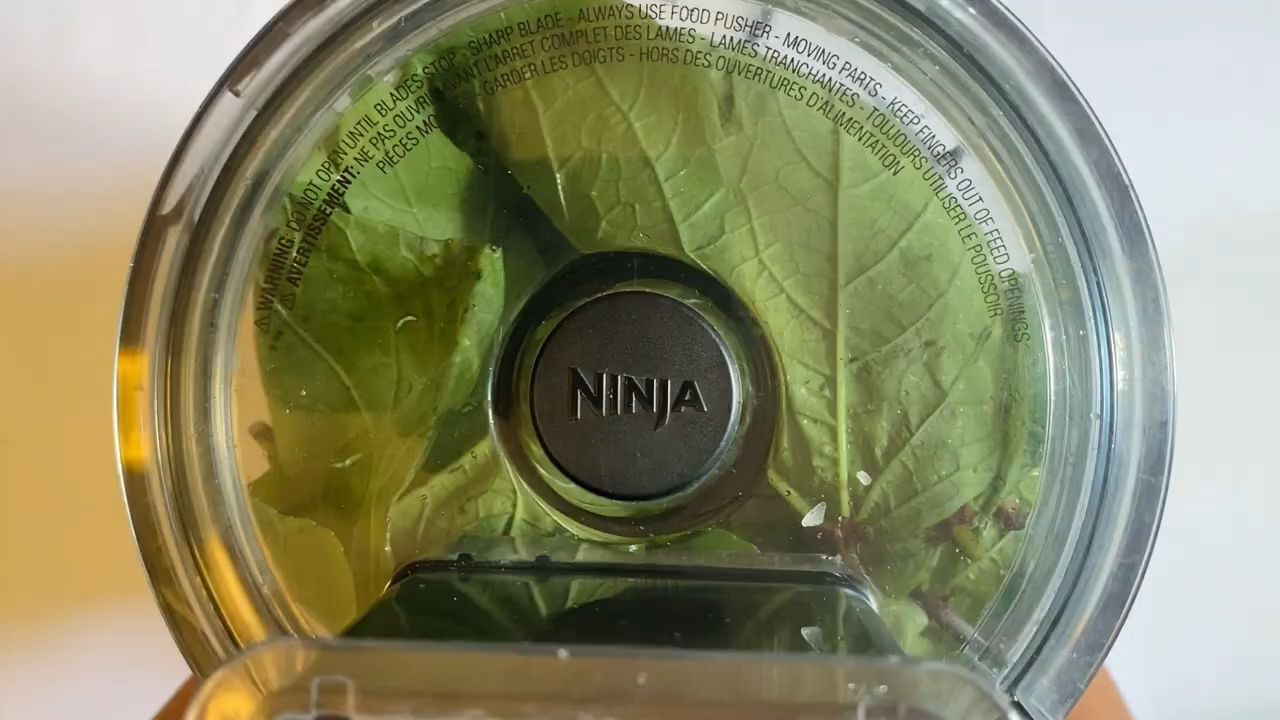 ⚠ WARNING: DO NOT OPEN UNTIL BLADES STOP - SHARP BLADE - ALWAYS USE FOOD PUSHER - MOVING PARTS - KEEP FINGERS OUT OF FEED OPENINGS
⚠ AVERTISSEMENT: NE PAS OUVRIR AVANT L'ARRET COMPLET DES LAMES - LAMES TRANCHANTES - TOUJOURS UTILISER LE POUSSOIR
PIÈCES - GARDER LES DOIGTS - HORS DES OUVERTURES D'ALIMENTATION
NINJA